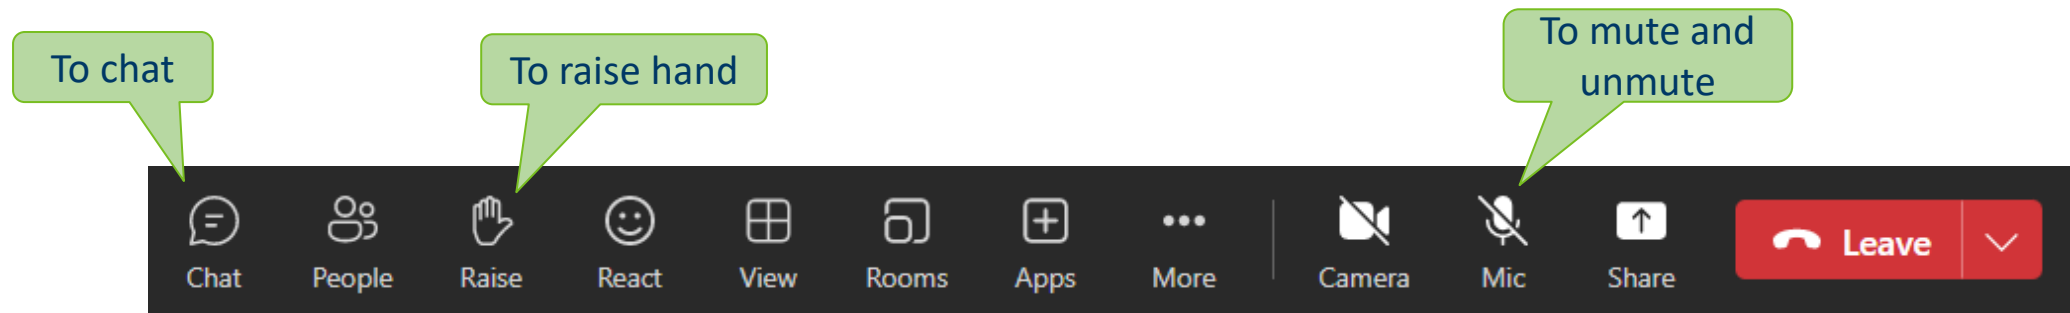 To chat
To raise hand
To mute and
unmute
Chat
People
Raise
React
View
Rooms
Apps
More
Camera
Mic
Share
Leave